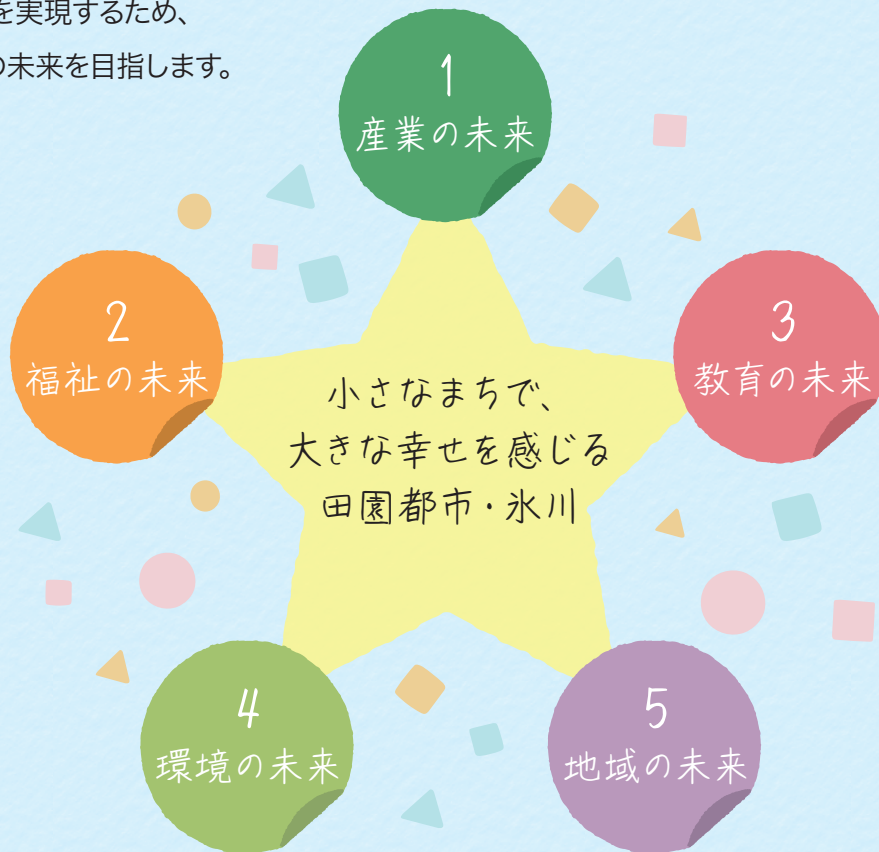 を実現するため、
の未来を目指します。
1
産業の未来
2
福祉の未来
3
教育の未来
小さなまちで、
大きな幸せを感じる
田園都市・氷川
4
環境の未来
5
地域の未来